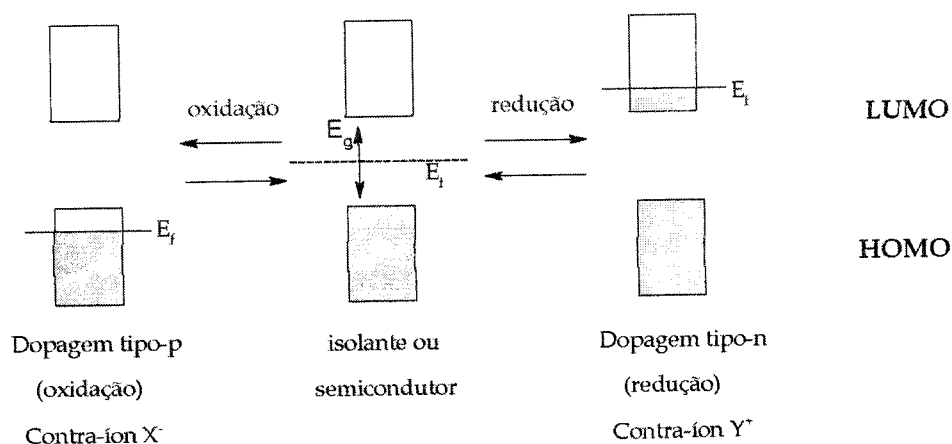 E_f
LUMO
oxidação
redução
E_g
E_f
E_f
HOMO
Dopagem tipo-p
(oxidação)
Contra-íon X⁻
isolante ou
semicondutor
Dopagem tipo-n
(redução)
Contra-íon Y⁺